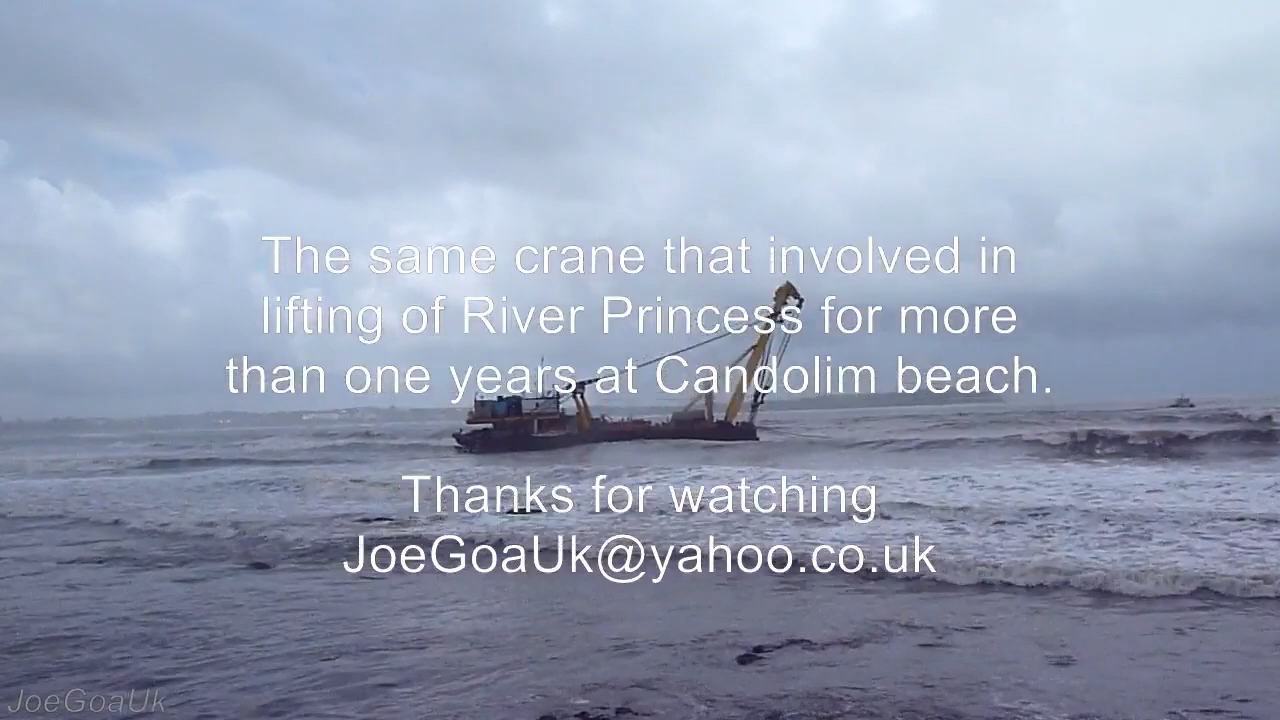 The same crane that involved in
lifting of River Princess for more
than one years at Candolim beach.
Thanks for watching
JoeGoaUk@yahoo.co.uk
JoeGoaUk